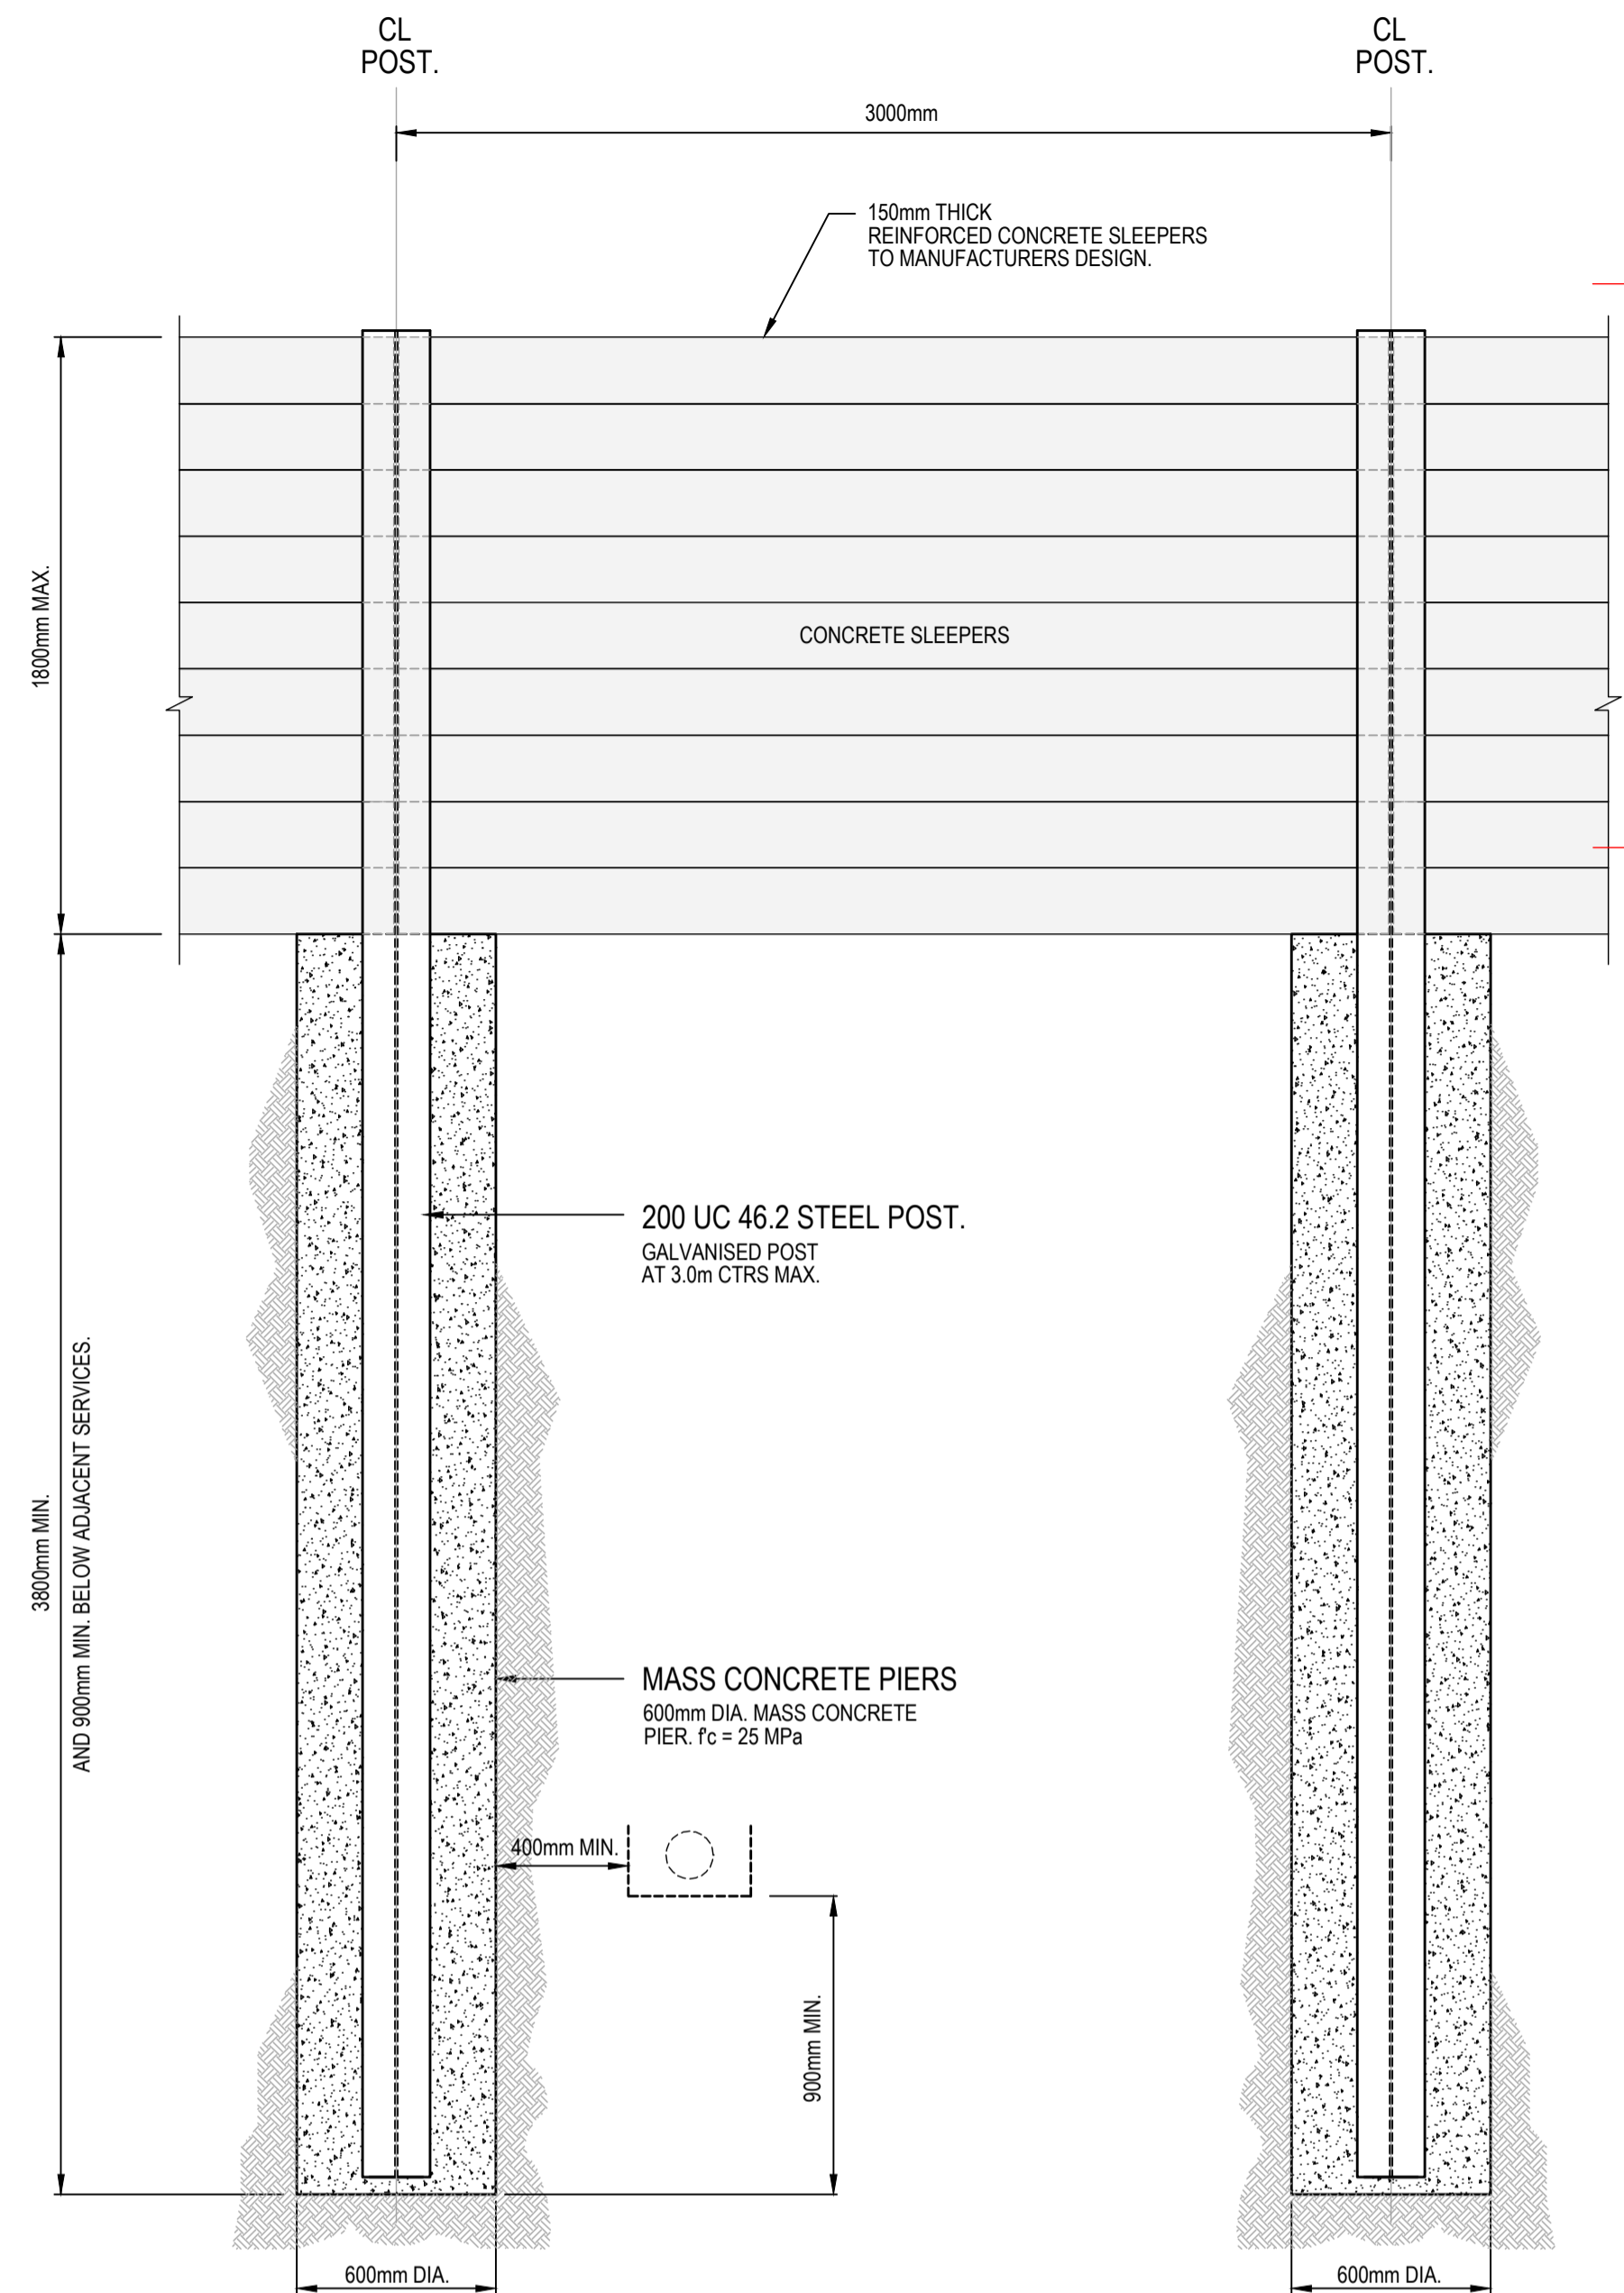 CL
POST.
CL
POST.
3000mm
150mm THICK
REINFORCED CONCRETE SLEEPERS
TO MANUFACTURERS DESIGN.
1800mm MAX.
CONCRETE SLEEPERS
200 UC 46.2 STEEL POST.
GALVANISED POST
AT 3.0m CTRS MAX.
3800mm MIN.
AND 900mm MIN. BELOW ADJACENT SERVICES.
MASS CONCRETE PIERS
600mm DIA. MASS CONCRETE
PIER. f'c = 25 MPa
400mm MIN.
900mm MIN.
600mm DIA.
600mm DIA.